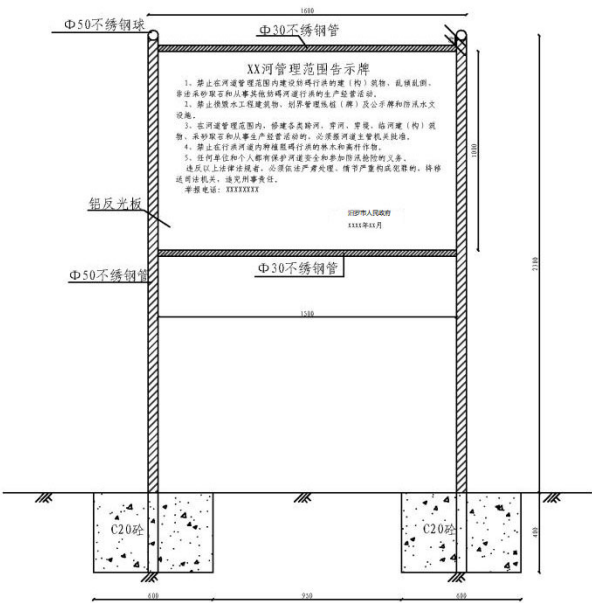 1600
Φ50不绣钢球
Φ30不绣钢管
XX河管理范围告示牌
1、禁止在河道管理范围内建设妨碍行洪的建（构）筑物、乱倾乱倒、
非法采砂取石和从事其他妨碍河道行洪的生产经营活动。
2、禁止损毁水工程建筑物、划界管理桩桩（牌）及公示牌和防汛水文
设施。
3、在河道管理范围内，修建各类跨河、穿河、穿堤、临河建（构）筑
物、采砂取石和从事生产经营活动的，必须报河道主管机关批准。
4、禁止在行洪河道内种植阻碍行洪的林木和高杆作物。
5、任何单位和个人都有保护河道安全和参加防汛抢险的义务。
违反以上法律法规者，必须依法严肃处理，情节严重构成犯罪的，将移
送司法机关，追究刑事责任。
举报电话：XXXXXXXX
汨罗市人民政府
XXXX年XX月
1000
铝反光板
Φ50不绣钢管
Φ30不绣钢管
2100
1500
C20砼
C20砼
400
600
950
600